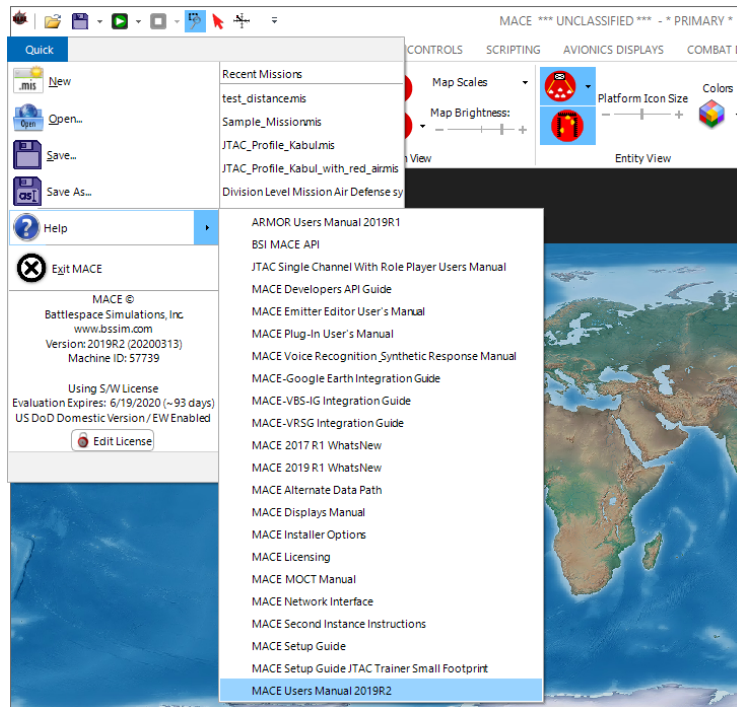 MACE *** UNCLASSIFIED *** - * PRIMARY *
Quick
CONTROLS SCRIPTING AVIONICS DISPLAYS COMBAT
Map Scales
Map Brightness:
View
Platform Icon Size
Colors
Entity View
.mis
New
Open
Open...
Save...
asI
Save As...
Help
Exit MACE
MACE ©
Battlespace Simulations, Inc.
www.bssim.com
Version: 2019R2 (20200313)
Machine ID: 57739
Using S/W License
Evaluation Expires: 6/19/2020 (~93 days)
US DoD Domestic Version / EW Enabled
Edit License
Recent Missions
test_distance.mis
Sample_Mission.mis
JTAC_Profile_Kabul.mis
JTAC_Profile_Kabul_with_red_air.mis
Division Level Mission Air Defense sy
ARMOR Users Manual 2019R1
BSI MACE API
JTAC Single Channel With Role Player Users Manual
MACE Developers API Guide
MACE Emitter Editor User's Manual
MACE Plug-In User's Manual
MACE Voice Recognition_Synthetic Response Manual
MACE-Google Earth Integration Guide
MACE-VBS-IG Integration Guide
MACE-VRSG Integration Guide
MACE 2017 R1 WhatsNew
MACE 2019 R1 WhatsNew
MACE Alternate Data Path
MACE Displays Manual
MACE Installer Options
MACE Licensing
MACE MOCT Manual
MACE Network Interface
MACE Second Instance Instructions
MACE Setup Guide
MACE Setup Guide JTAC Trainer Small Footprint
MACE Users Manual 2019R2